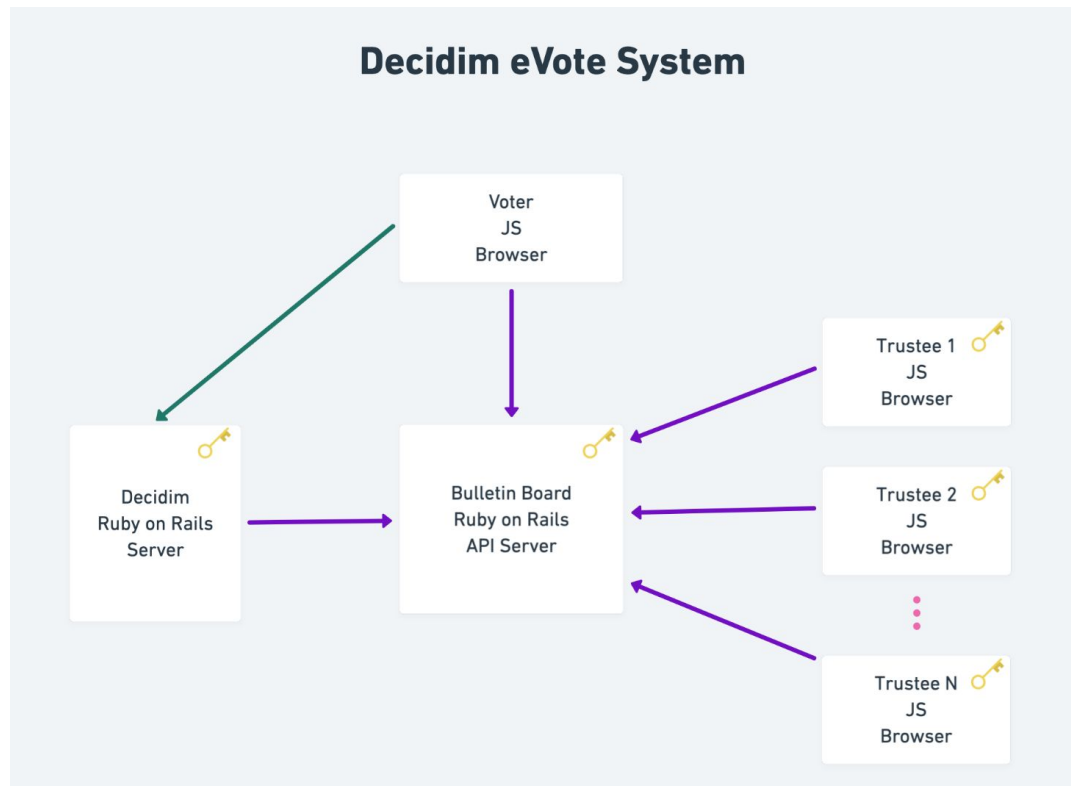 Decidim eVote System
Voter
JS
Browser
Trustee 1
JS
Browser
Decidim
Ruby on Rails
Server
Bulletin Board
Ruby on Rails
API Server
Trustee 2
JS
Browser
Trustee N
JS
Browser